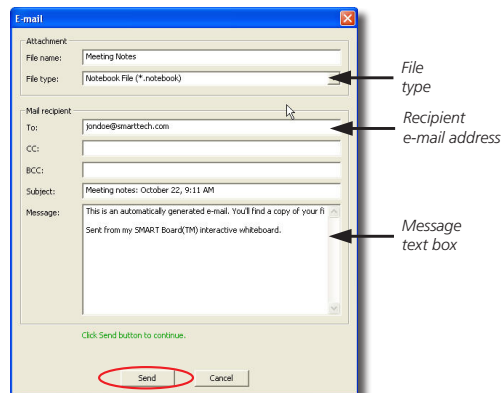 E-mail
Attachment
File name: Meeting Notes
File type: Notebook File (*.notebook)
File
type
Mail recipient
To: jondoe@smarttech.com
Recipient
e-mail address
CC:
BCC:
Subject: Meeting notes: October 22, 9:11 AM
Message: This is an automatically generated e-mail. You'll find a copy of your fi
Sent from my SMART Board(TM) interactive whiteboard.
Message
text box
Click Send button to continue.
Send Cancel